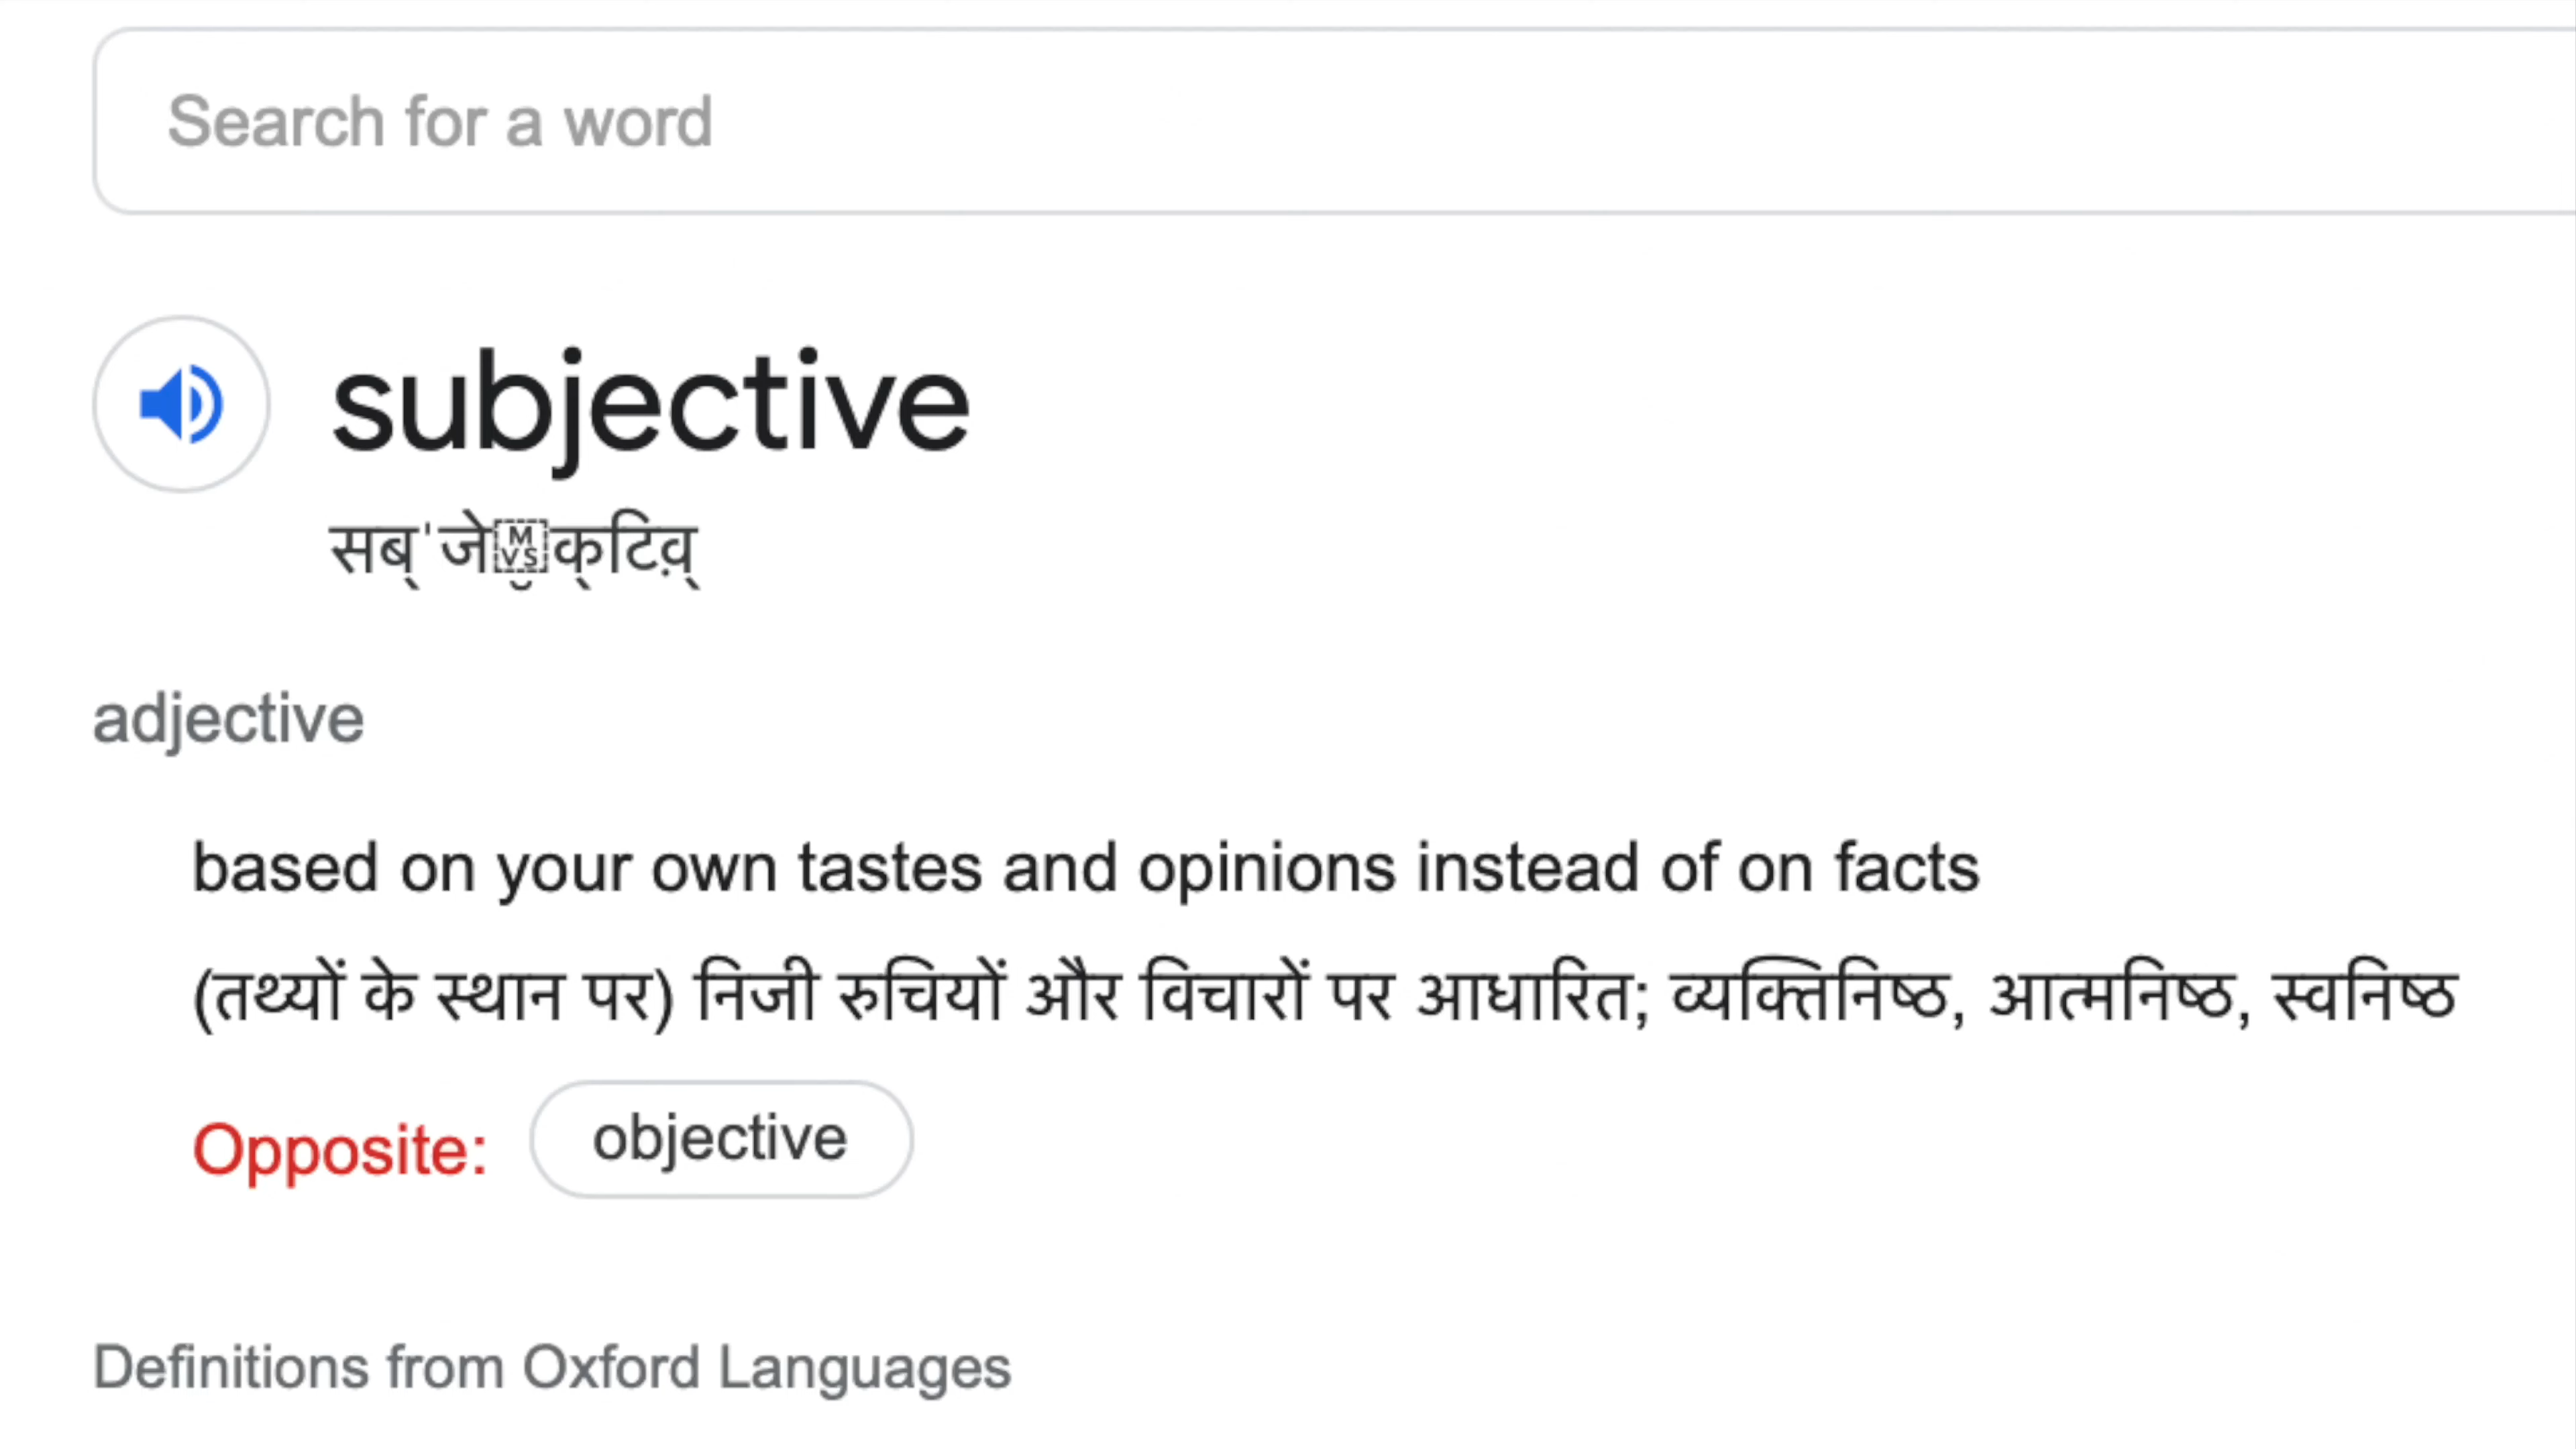 Search for a word
subjective
सब्ˈजे᠎̮क्‌टिव़्‌
adjective
based on your own tastes and opinions instead of on facts
(तथ्यों के स्थान पर) निजी रुचियों और विचारों पर आधारित; व्यक्तिनिष्ठ, आत्मनिष्ठ, स्वनिष्ठ
Opposite: objective
Definitions from Oxford Languages